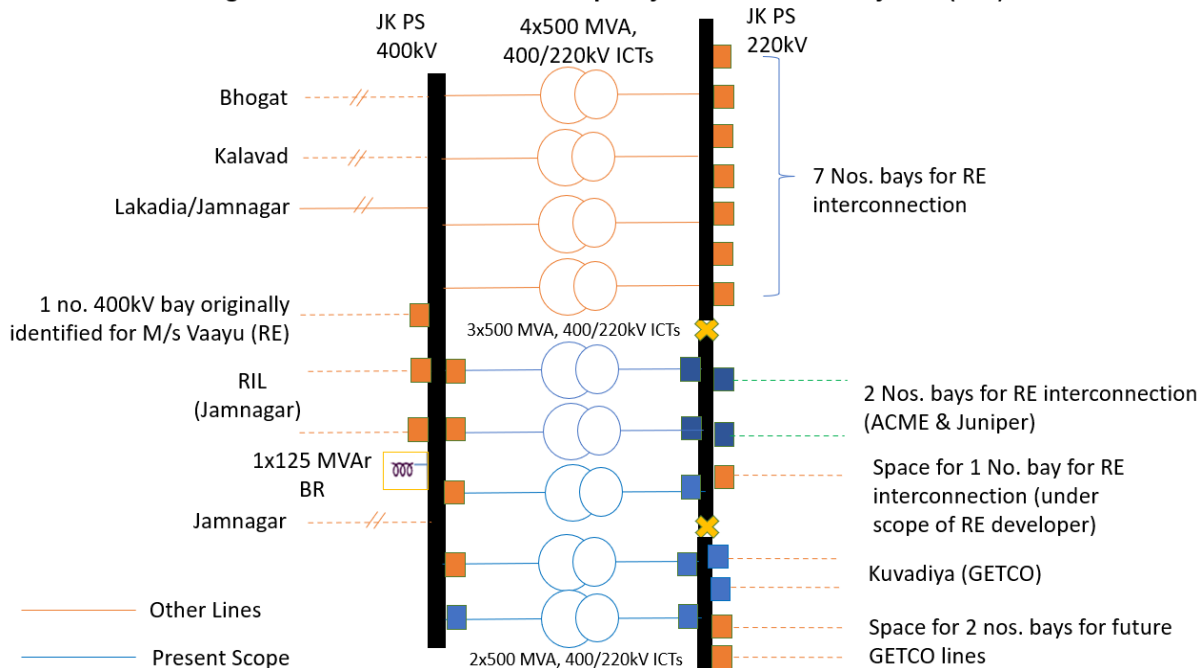 JK PS
400kV
4x500 MVA,
400/220kV ICTs
JK PS
220kV
Bhogat
Kalavad
Lakadia/Jamnagar
7 Nos. bays for RE
interconnection
1 no. 400kV bay originally
identified for M/s Vaayu (RE)
3x500 MVA, 400/220kV ICTs
RIL
(Jamnagar)
2 Nos. bays for RE interconnection
(ACME & Juniper)
1x125 MVAr
BR
Space for 1 No. bay for RE
interconnection (under
scope of RE developer)
Jamnagar
Kuvadiya (GETCO)
Other Lines
Space for 2 nos. bays for future
GETCO lines
Present Scope
2x500 MVA, 400/220kV ICTs